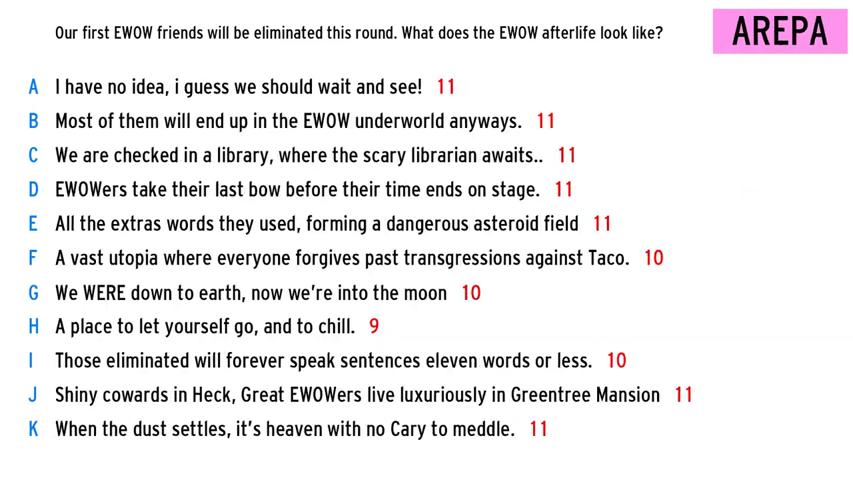 Our first EWOW friends will be eliminated this round. What does the EWOW afterlife look like?
AREPA
A I have no idea, i guess we should wait and see! 11
B Most of them will end up in the EWOW underworld anyways. 11
C We are checked in a library, where the scary librarian awaits.. 11
D EWOWers take their last bow before their time ends on stage. 11
E All the extras words they used, forming a dangerous asteroid field 11
F A vast utopia where everyone forgives past transgressions against Taco. 10
G We WERE down to earth, now we're into the moon 10
H A place to let yourself go, and to chill. 9
I Those eliminated will forever speak sentences eleven words or less. 10
J Shiny cowards in Heck, Great EWOWers live luxuriously in Greentree Mansion 11
K When the dust settles, it's heaven with no Cary to meddle. 11